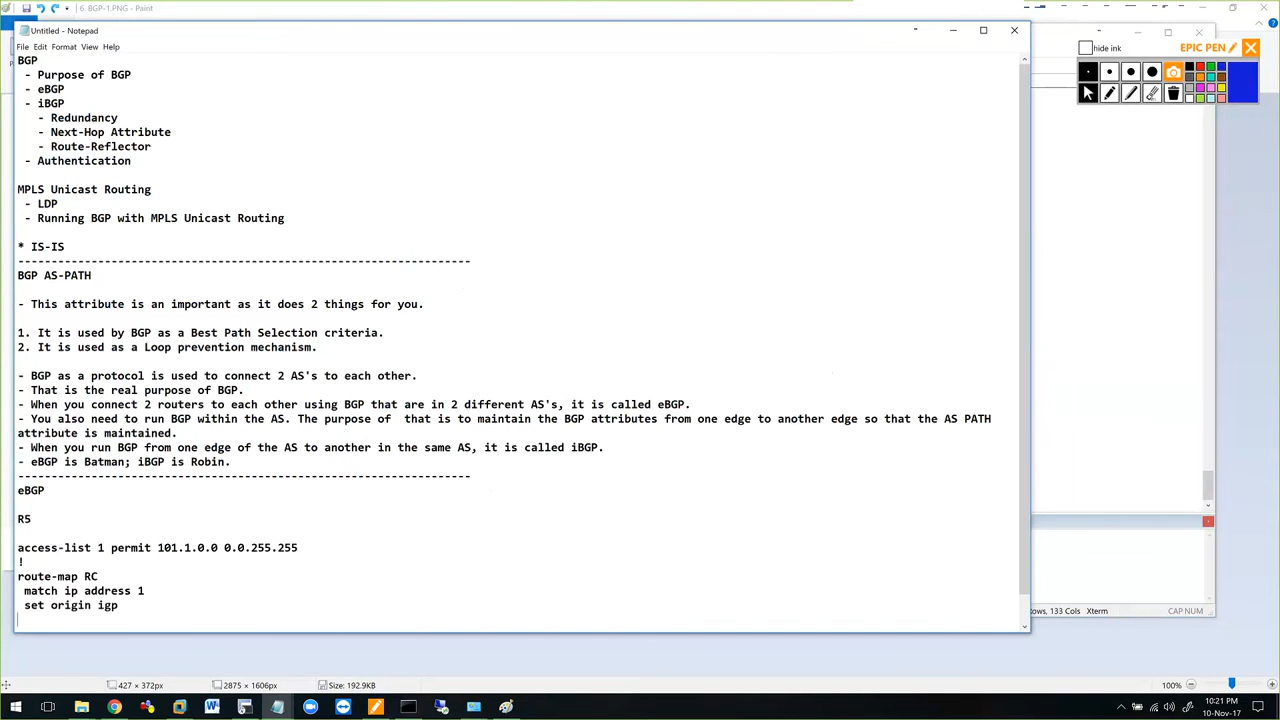 6. BGP-1.PNG - Paint
Untitled - Notepad
File Edit Format View Help
hide ink
EPIC PEN
BGP
- Purpose of BGP
- eBGP
- iBGP
- Redundancy
- Next-Hop Attribute
- Route-Reflector
- Authentication
MPLS Unicast Routing
- LDP
- Running BGP with MPLS Unicast Routing
* IS-IS
--------------------------------------------------------------------
BGP AS-PATH
- This attribute is an important as it does 2 things for you.
1. It is used by BGP as a Best Path Selection criteria.
2. It is used as a Loop prevention mechanism.
- BGP as a protocol is used to connect 2 AS's to each other.
- That is the real purpose of BGP.
- When you connect 2 routers to each other using BGP that are in 2 different AS's, it is called eBGP.
- You also need to run BGP within the AS. The purpose of  that is to maintain the BGP attributes from one edge to another edge so that the AS PATH
attribute is maintained.
- When you run BGP from one edge of the AS to another in the same AS, it is called iBGP.
- eBGP is Batman; iBGP is Robin.
--------------------------------------------------------------------
eBGP
R5
access-list 1 permit 101.1.0.0 0.0.255.255
!
route-map RC
match ip address 1
set origin igp
ows, 133 Cols Xterm CAP NUM
427 × 372px 2875 × 1606px Size: 192.9KB 100%
10:21 PM
10-Nov-17